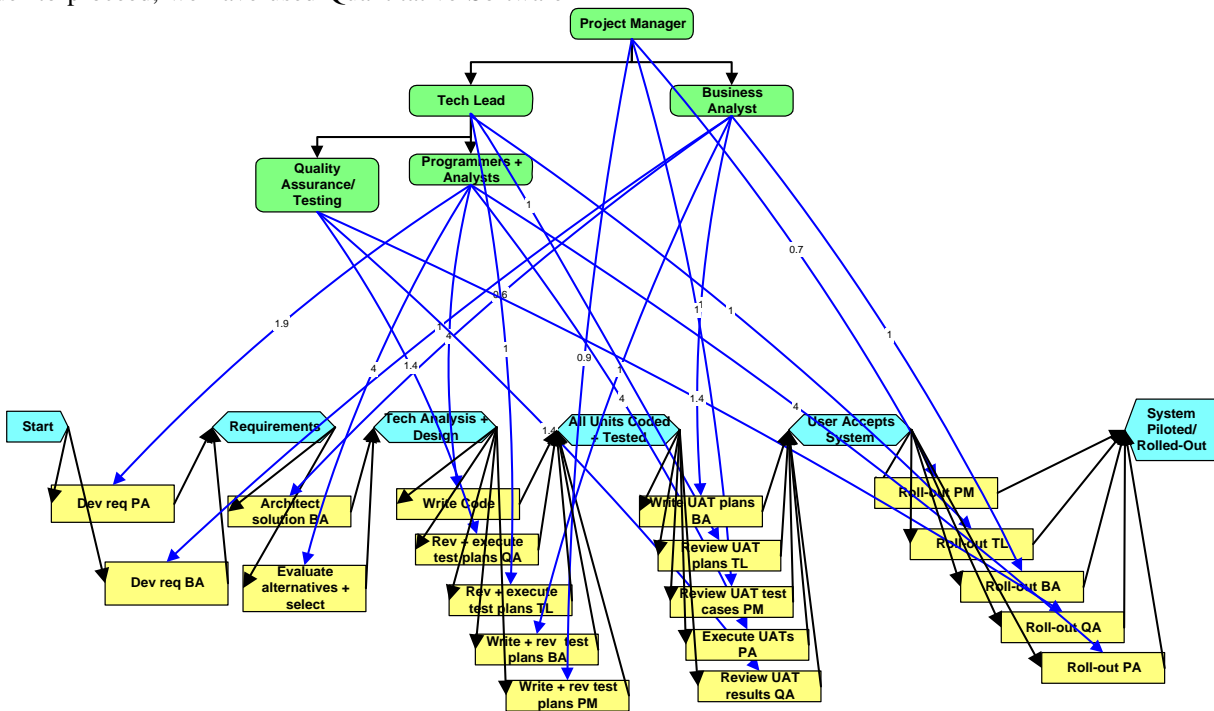 Project Manager
Tech Lead
Business
Analyst
Quality
Assurance/
Testing
Programmers +
Analysts
1
0.7
0.6
1
1
1
1.9
1
4
1
0.9
1
4
1.4
1
1.4
4
4
1.4
Start
Requirements
Tech Analysis +
Design
All Units Coded
+ Tested
User Accepts
System
System
Piloted/
Rolled-Out
Dev req PA
Dev req BA
Architect
solution BA
Evaluate
alternatives +
select
Write Code
Rev + execute
test plans QA
Rev + execute
test plans TL
Write + rev test
plans BA
Write + rev test
plans PM
Write UAT plans
BA
Review UAT
plans TL
Review UAT test
cases PM
Execute UATs
PA
Review UAT
results QA
Roll-out PM
Roll-out TL
Roll-out BA
Roll-out QA
Roll-out PA